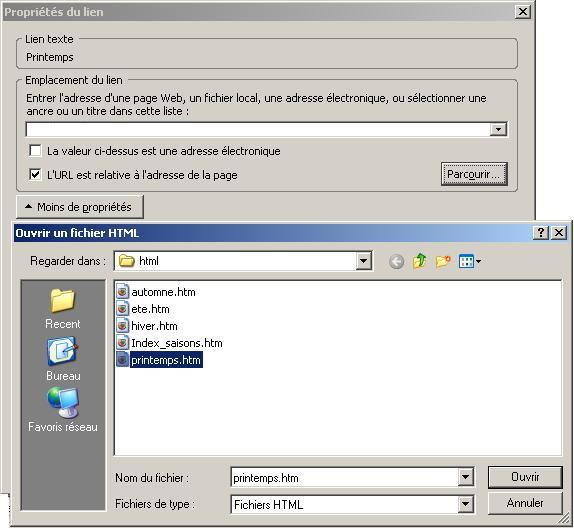 Propriétés du lien
Lien texte
Printemps
Emplacement du lien
Entrer l'adresse d'une page Web, un fichier local, une adresse électronique, ou sélectionner une
ancre ou un titre dans cette liste :
La valeur ci-dessus est une adresse électronique
L'URL est relative à l'adresse de la page
Parcourir...
Moins de propriétés
Ouvrir un fichier HTML
Regarder dans :
html
automne.htm
ete.htm
hiver.htm
Index_saisons.htm
printemps.htm
Recent
Bureau
Favoris réseau
Nom du fichier :
printemps.htm
Ouvrir
Fichiers de type :
Fichiers HTML
Annuler